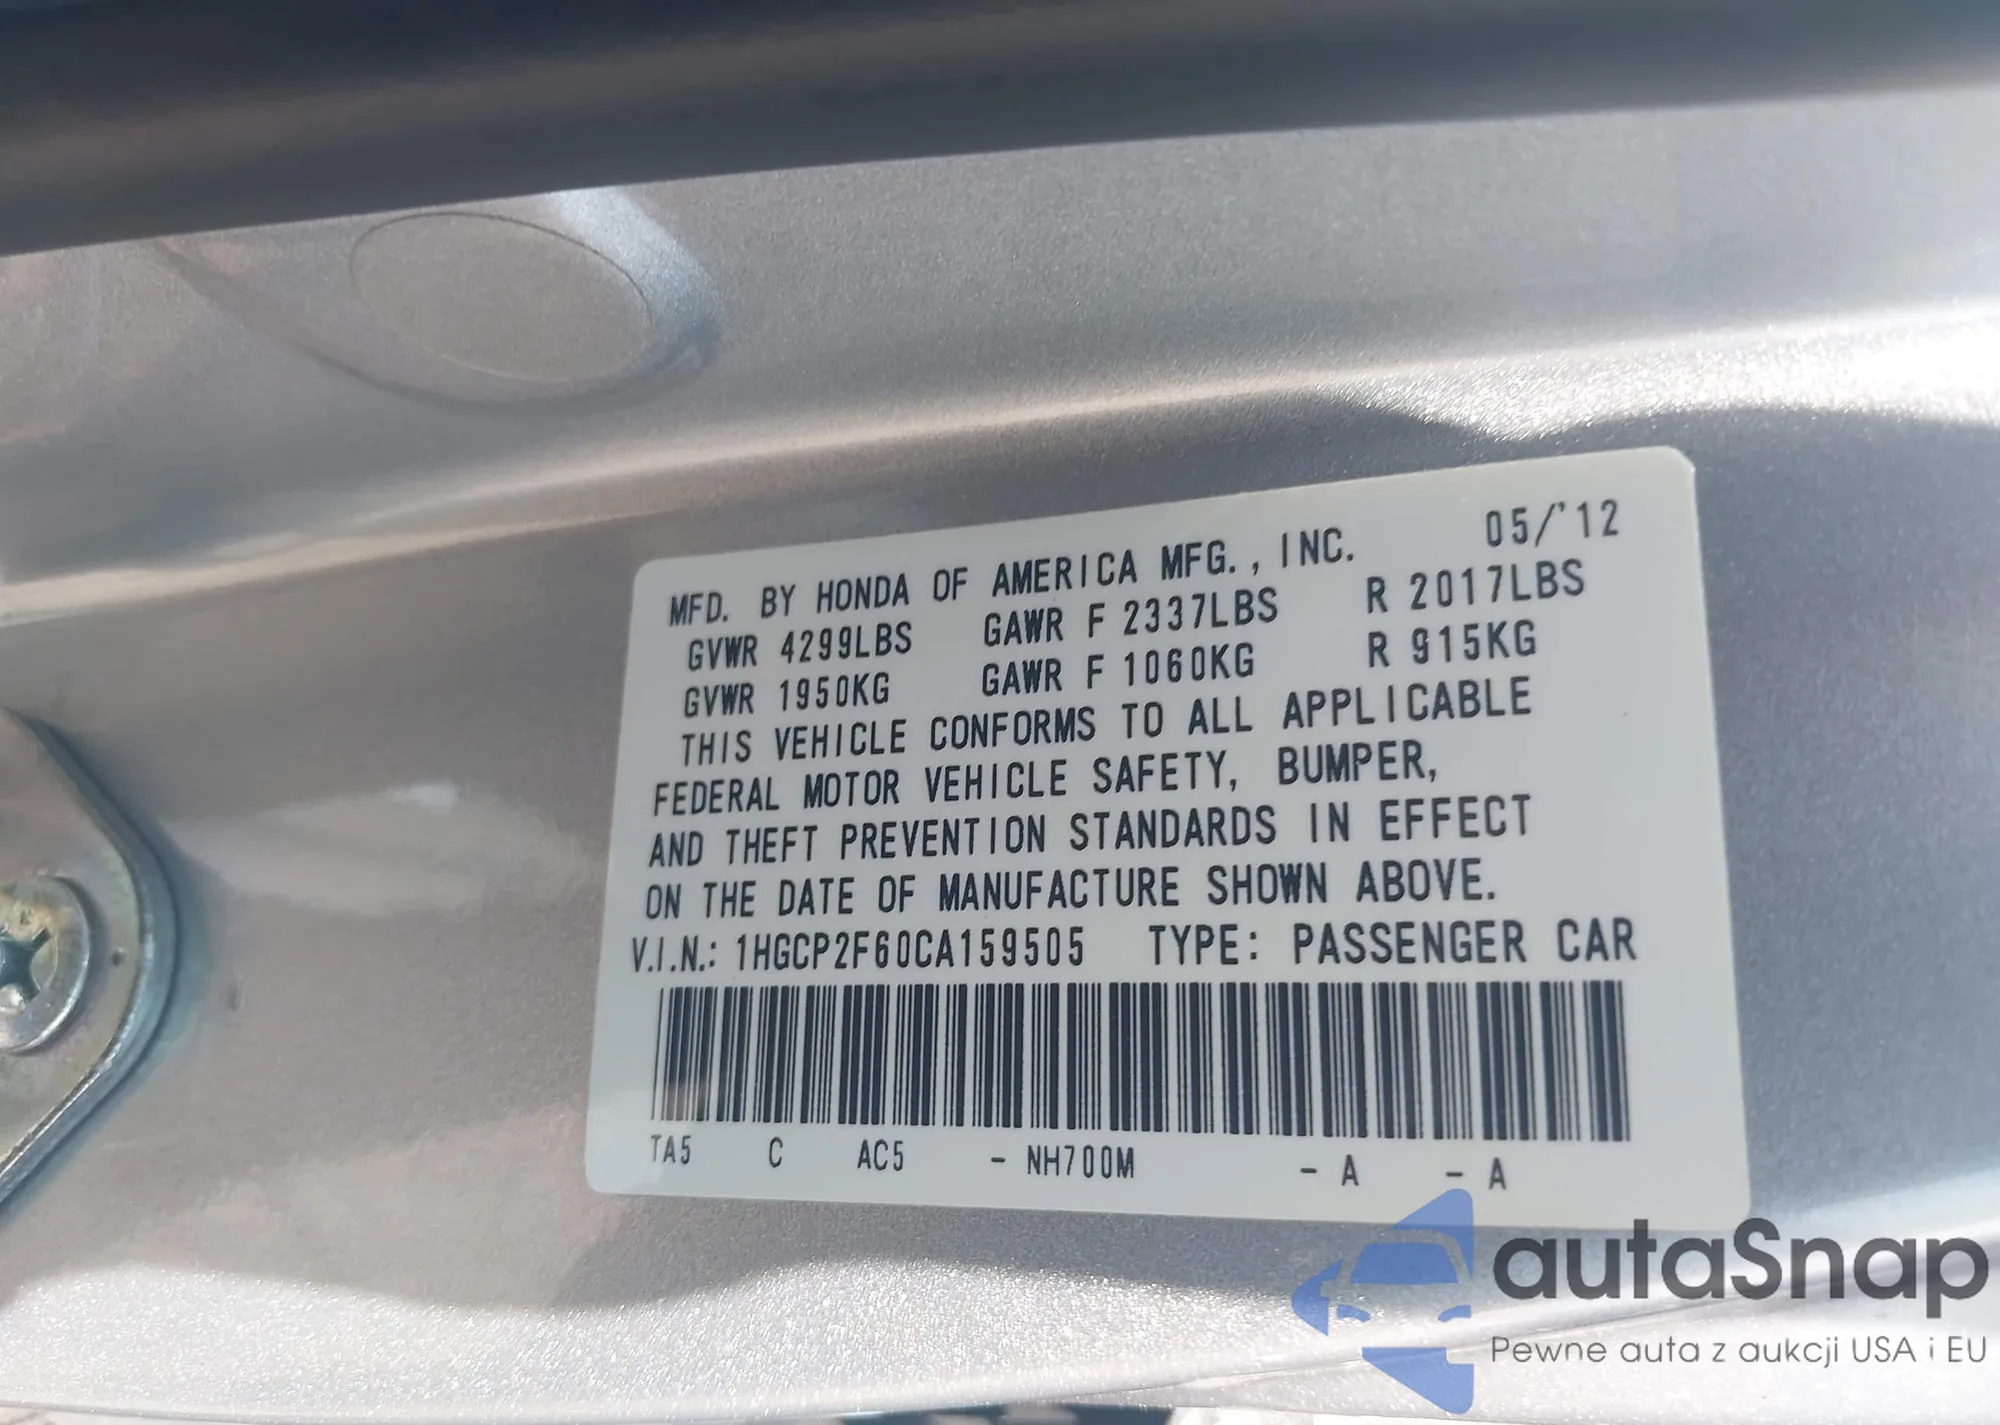 MFD. BY HONDA OF AMERICA MFG., INC. 05/'12
GVWR 4299LBS GAWR F 2337LBS R 2017LBS
GVWR 1950KG GAWR F 1060KG R 915KG
THIS VEHICLE CONFORMS TO ALL APPLICABLE
FEDERAL MOTOR VEHICLE SAFETY, BUMPER,
AND THEFT PREVENTION STANDARDS IN EFFECT
ON THE DATE OF MANUFACTURE SHOWN ABOVE.
V.I.N.: 1HGCP2F60CA159505 TYPE: PASSENGER CAR
TA5 C AC5 - NH700M - A - A
autaSnap
Pewne auta z aukcji USA i EU